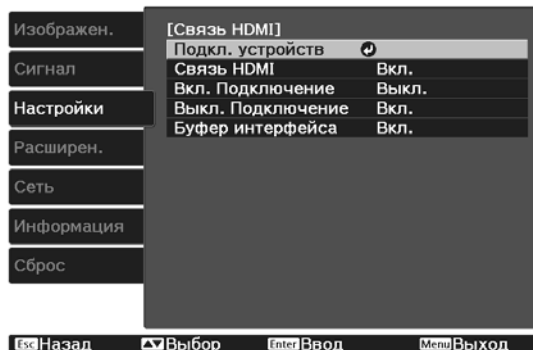 Изображен.
Сигнал
Настройки
Расширен.
Сеть
Информация
Сброс
[Связь HDMI]
Подкл. устройств
Связь HDMI Вкл.
Вкл. Подключение Выкл.
Выкл. Подключение Вкл.
Буфер интерфейса Вкл.
Esc Назад Выбор Enter Ввод Menu Выход